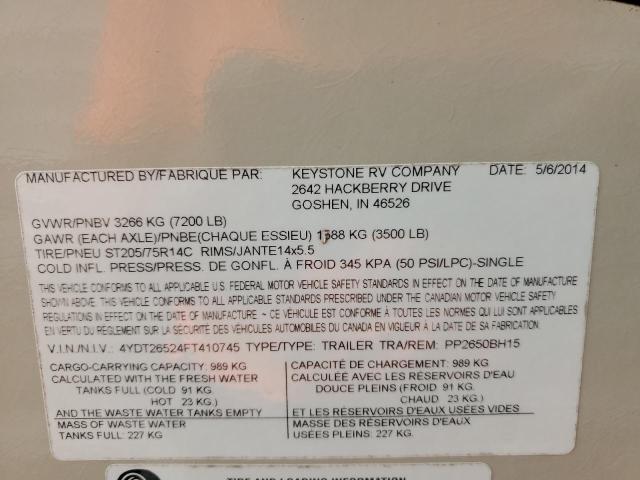 MANUFACTURED BY/FABRIQUE PAR: KEYSTONE RV COMPANY DATE: 5/6/2014
2642 HACKBERRY DRIVE
GOSHEN, IN 46526
GVWR/PNBV 3266 KG (7200 LB)
GAWR (EACH AXLE)/PNBE(CHAQUE ESSIEU) 1588 KG (3500 LB)
TIRE/PNEU ST205/75R14C RIMS/JANTE14x5.5
COLD INFL. PRESS/PRESS. DE GONFL. À FROID 345 KPA (50 PSI/LPC)-SINGLE
THIS VEHICLE CONFORMS TO ALL APPLICABLE U.S. FEDERAL MOTOR VEHICLE SAFETY STANDARDS IN EFFECT ON THE DATE OF MANUFACTURE
SHOWN ABOVE. THIS VEHICLE CONFORMS TO ALL APPLICABLE STANDARDS PRESCRIBED UNDER THE CANADIAN MOTOR VEHICLE SAFETY
REGULATIONS IN EFFECT ON THE DATE OF MANUFACTURE ~ CE VÉHICULE EST CONFORME À TOUTES LES NORMES QUI LUI SONT APPLICABLES
EN VERTU DU RÈGLEMENT SUR LA SÉCURITÉ DES VÉHICULES AUTOMOBILES DU CANADA EN VIGUEUR À LA DATE DE SA FABRICATION.
V.I.N./N.I.V.: 4YDT26524FT410745 TYPE/TYPE: TRAILER TRA/REM: PP2650BH15
CARGO-CARRYING CAPACITY: 989 KG
CALCULATED WITH THE FRESH WATER
TANKS FULL (COLD 91 KG.
HOT 23 KG.)
AND THE WASTE WATER TANKS EMPTY
MASS OF WASTE WATER
TANKS FULL: 227 KG
CAPACITÉ DE CHARGEMENT: 989 KG
CALCULÉE AVEC LES RÉSERVOIRS D'EAU
DOUCE PLEINES (FROID 91 KG.
CHAUD 23 KG.)
ET LES RÉSERVOIRS D'EAUX USÉES VIDES
MASSE DES RÉSERVOIRS D'EAUX
USÉES PLEINS: 227 KG.
TIRE AND LOADING INFORMATION